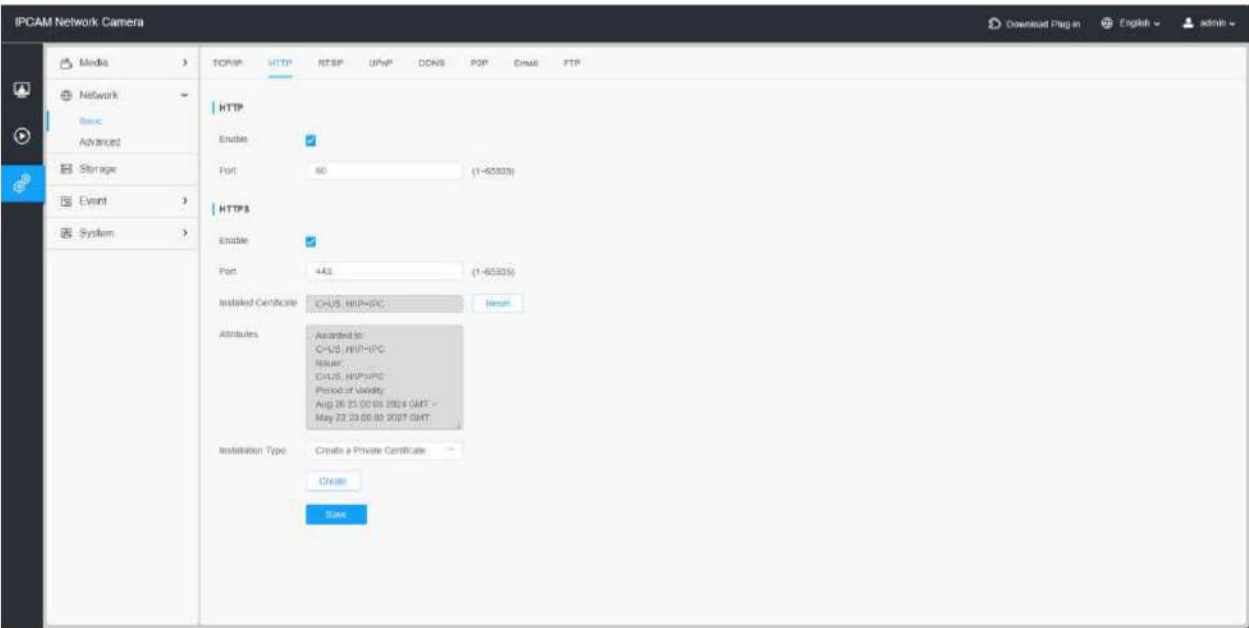 IPCAM Network Camera
Download Plug-in
English
admin
Media
Network
Basic
Advanced
Storage
Event
System
TCP/IP HTTP RTSP UPnP DDNS P2P Email FTP
HTTP
Enable
Port 80 (1~65535)
HTTPS
Enable
Port 443 (1~65535)
Installed Certificate C=US, H/IP=IPC Reset
Attributes Awarded to:
C=US, H/IP=IPC
Issuer:
C=US, H/IP=IPC
Period of Validity:
Installation Type Create a Private Certificate
Create
Save